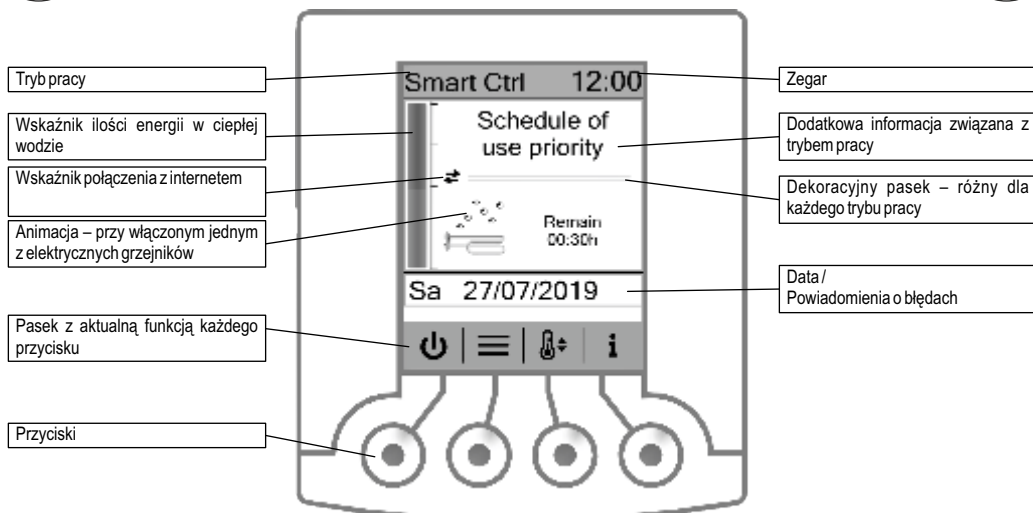 Tryb pracy
Wskaźnik ilości energii w ciepłej
wodzie
Wskaźnik połączenia z internetem
Animacja – przy włączonym jednym
z elektrycznych grzejników
Pasek z aktualną funkcją każdego
przycisku
Przyciski
Smart Ctrl 12:00
Schedule of
use priority
Remain
00:30h
Sa 27/07/2019
Zegar
Dodatkowa informacja związana z
trybem pracy
Dekoracyjny pasek – różny dla
każdego trybu pracy
Data /
Powiadomienia o błędach